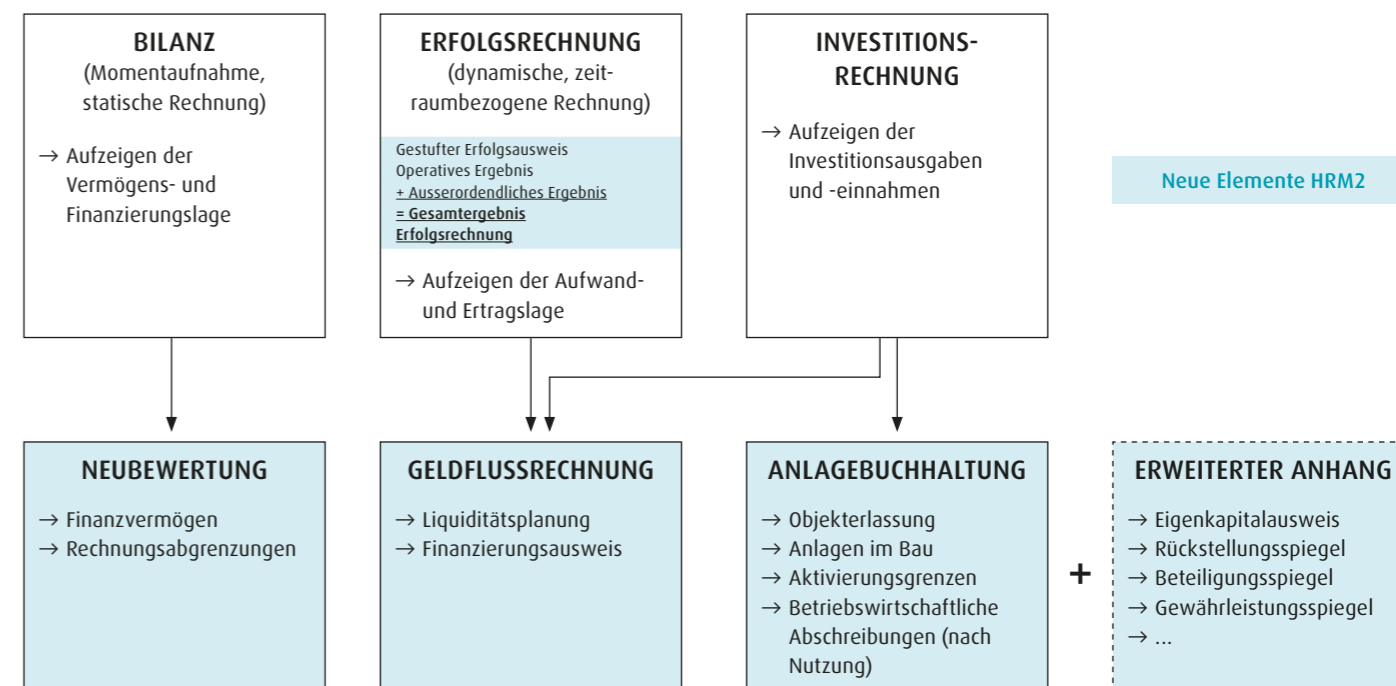 BILANZ
(Momentaufnahme,
statische Rechnung)
→ Aufzeigen der
Vermögens- und
Finanzierungslage
ERFOLGSRECHNUNG
(dynamische, zeit-
raumbezogene Rechnung)
Gestufter Erfolgsausweis
Operatives Ergebnis
+ Ausserordendliches Ergebnis
= Gesamtergebnis
Erfolgsrechnung
→ Aufzeigen der Aufwand-
und Ertragslage
INVESTITIONS-
RECHNUNG
→ Aufzeigen der
Investitionsausgaben
und -einnahmen
Neue Elemente HRM2
NEUBEWERTUNG
→ Finanzvermögen
→ Rechnungsabgrenzungen
GELDFLUSSRECHNUNG
→ Liquiditätsplanung
→ Finanzierungsausweis
ANLAGEBUCHHALTUNG
→ Objekterlassung
→ Anlagen im Bau
→ Aktivierungsgrenzen
→ Betriebswirtschaftliche
Abschreibungen (nach
Nutzung)
+
ERWEITERTER ANHANG
→ Eigenkapitalausweis
→ Rückstellungsspiegel
→ Beteiligungsspiegel
→ Gewährleistungsspiegel
→ ...